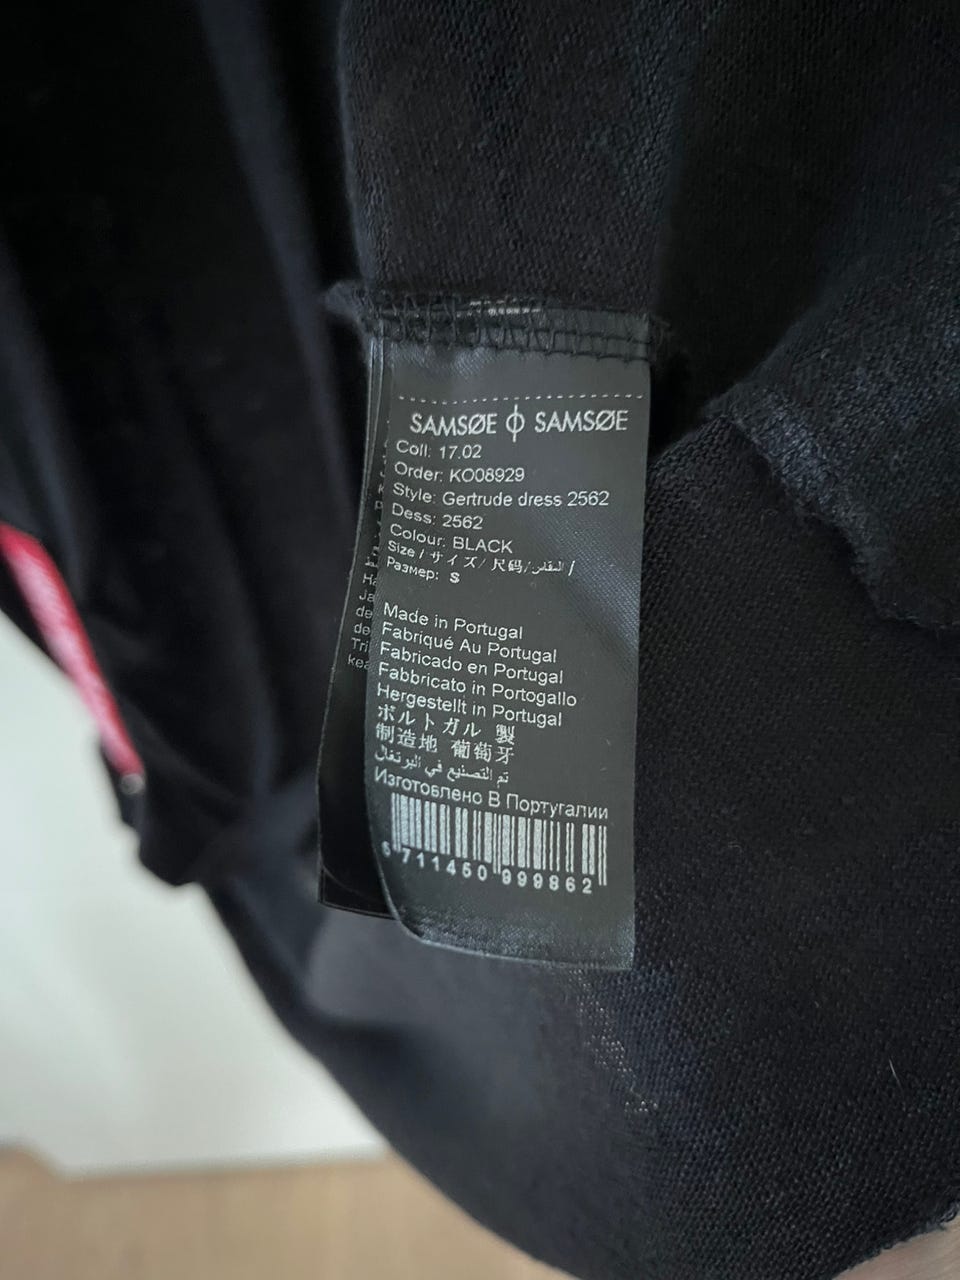 SAMSØE ϕ SAMSØE
Coll: 17.02
Order: KO08929
Style: Gertrude dress 2562
Dess: 2562
Colour: BLACK
Size / サイズ/ 尺码/ المقاس /
Размер: S
Made in Portugal
Fabriqué Au Portugal
Fabricado en Portugal
Fabbricato in Portogallo
Hergestellt in Portugal
ポルトガル 製
制造地 葡萄牙
تم التصنيع في البرتغال
Изготовлено В Португалии
5 711450 999862